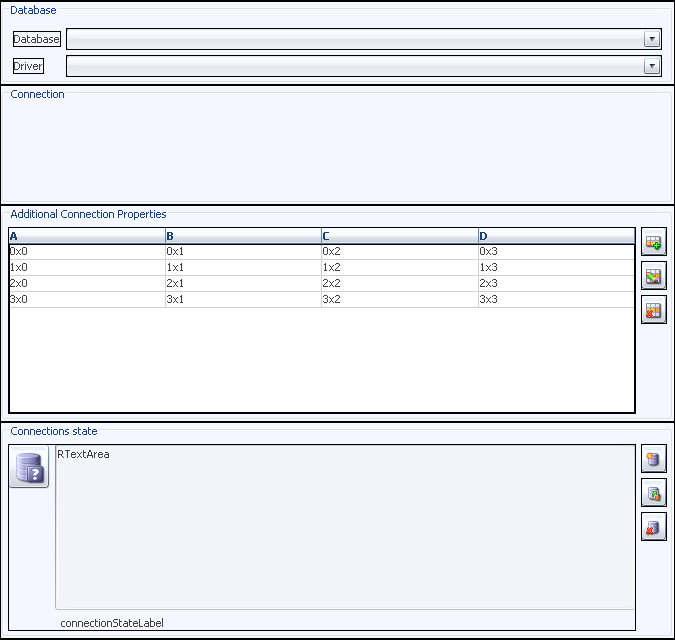 Database
Database
Driver
Connection
Additional Connection Properties
A B C D
0x0 0x1 0x2 0x3
1x0 1x1 1x2 1x3
2x0 2x1 2x2 2x3
3x0 3x1 3x2 3x3
Connections state
?
RTextArea
connectionStateLabel